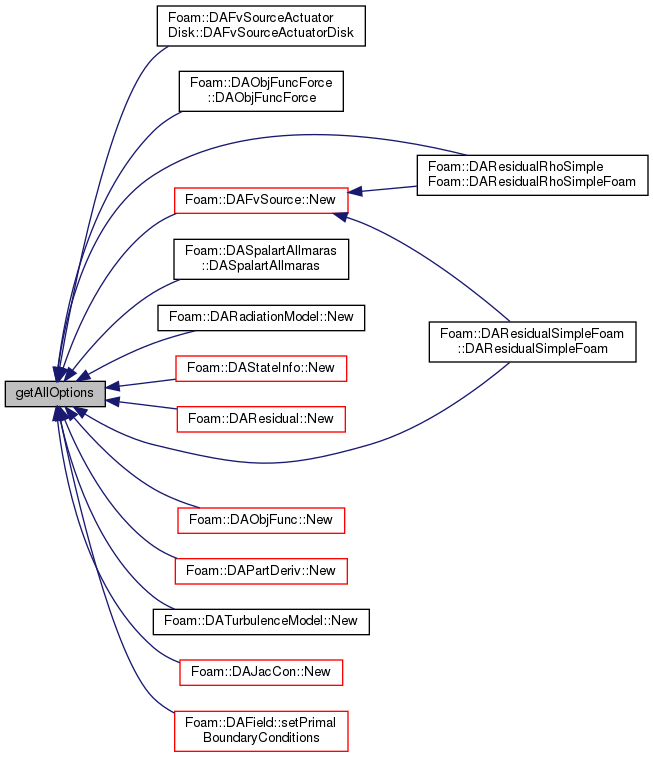 Foam::DAFvSourceActuator
Disk::DAFvSourceActuatorDisk
Foam::DAObjFuncForce
::DAObjFuncForce
Foam::DAResidualRhoSimple
Foam::DAResidualRhoSimpleFoam
Foam::DAFvSource::New
Foam::DASpalartAllmaras
::DASpalartAllmaras
Foam::DARadiationModel::New
Foam::DAResidualSimpleFoam
::DAResidualSimpleFoam
Foam::DAStateInfo::New
getAllOptions
Foam::DAResidual::New
Foam::DAObjFunc::New
Foam::DAPartDeriv::New
Foam::DATurbulenceModel::New
Foam::DAJacCon::New
Foam::DAField::setPrimal
BoundaryConditions